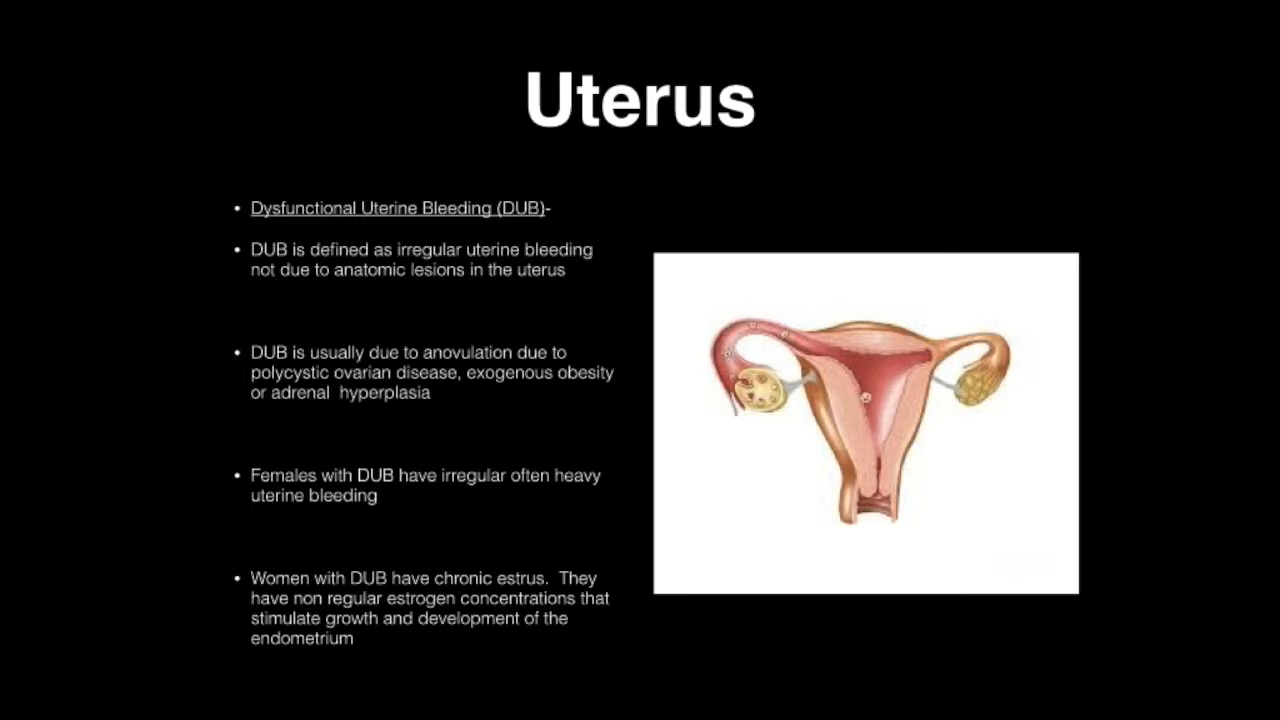 Uterus
• Dysfunctional Uterine Bleeding (DUB)-
• DUB is defined as irregular uterine bleeding
not due to anatomic lesions in the uterus
• DUB is usually due to anovulation due to
polycystic ovarian disease, exogenous obesity
or adrenal  hyperplasia
• Females with DUB have irregular often heavy
uterine bleeding
• Women with DUB have chronic estrus.  They
have non regular estrogen concentrations that
stimulate growth and development of the
endometrium